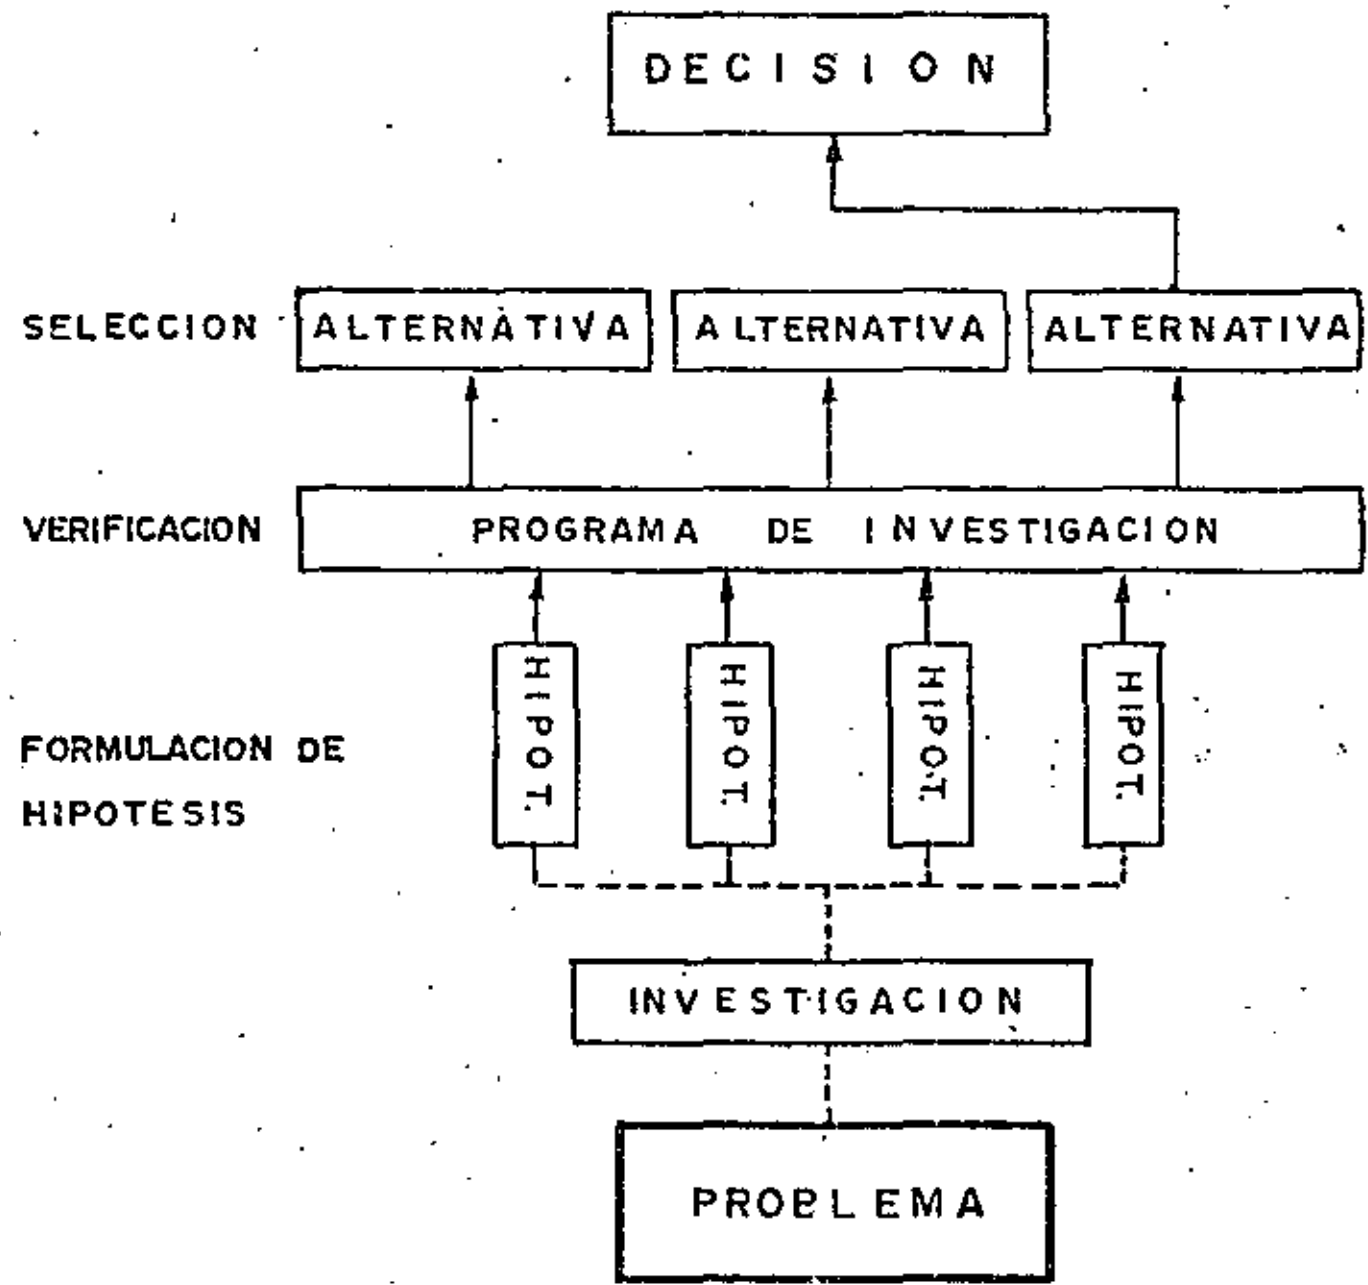 DECISION
SELECCION
ALTERNATIVA
ALTERNATIVA
ALTERNATIVA
VERIFICACION
PROGRAMA DE INVESTIGACION
FORMULACION DE
HIPOTESIS
HIPOT.
HIPOT.
HIPOT.
HIPOT.
INVESTIGACION
PROBLEMA